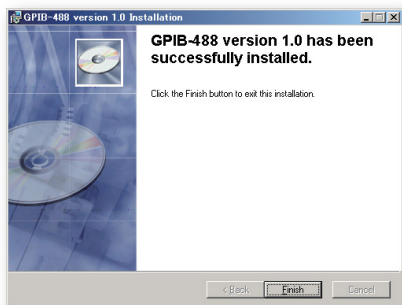 GPIB-488 version 1.0 Installation
GPIB-488 version 1.0 has been
successfully installed.
Click the Finish button to exit this installation.
< Back
Finish
Cancel